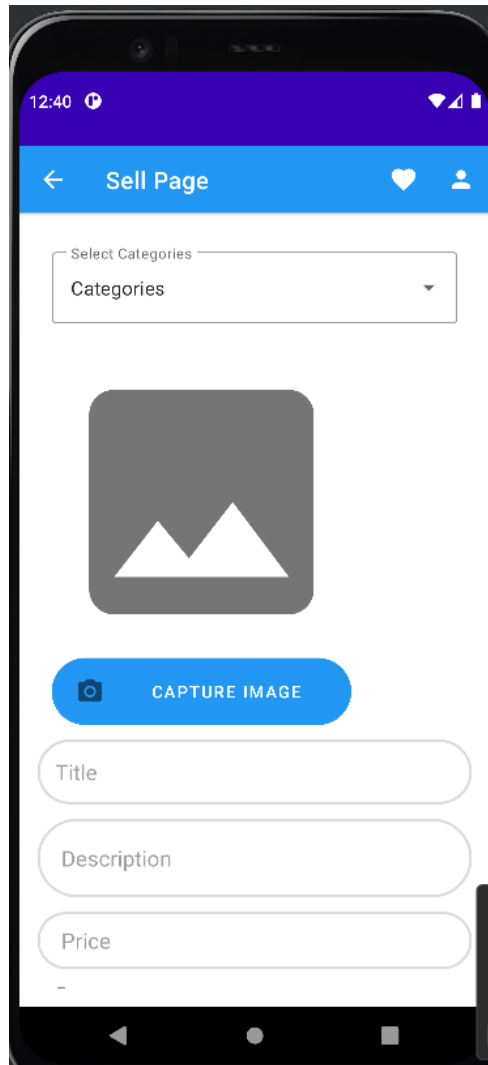 12:40
Sell Page
Select Categories
Categories
CAPTURE IMAGE
Title
Description
Price